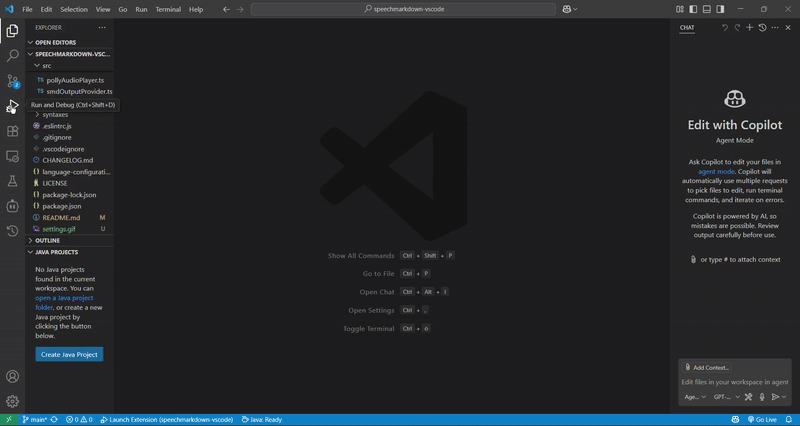 File Edit Selection View Go Run Terminal Help
speechmarkdown-vscode
EXPLORER
OPEN EDITORS
SPEECHMARKDOWN-VSC...
src
TS pollyAudioPlayer.ts
TS smdOutputProvider.ts
Run and Debug (Ctrl+Shift+D)
syntaxes
.eslintrc.js
.gitignore
.vscodeignore
CHANGELOG.md
{} language-configurati...
LICENSE
{} package-lock.json
{} package.json
README.md M
settings.gif U
OUTLINE
JAVA PROJECTS
No Java projects
found in the current
workspace. You can
open a Java project
folder, or create a new
Java project by
clicking the button
below.
Create Java Project
Show All Commands Ctrl + Shift + P
Go to File Ctrl + P
Open Chat Ctrl + Alt + I
Open Settings Ctrl + ,
Toggle Terminal Ctrl + ö
CHAT
Edit with Copilot
Agent Mode
Ask Copilot to edit your files in
agent mode. Copilot will
automatically use multiple requests
to pick files to edit, run terminal
commands, and iterate on errors.
Copilot is powered by AI, so
mistakes are possible. Review
output carefully before use.
or type # to attach context
Add Context...
Edit files in your workspace in agent
Age... GPT-...
main* 0 0 Launch Extension (speechmarkdown-vscode) Java: Ready Go Live